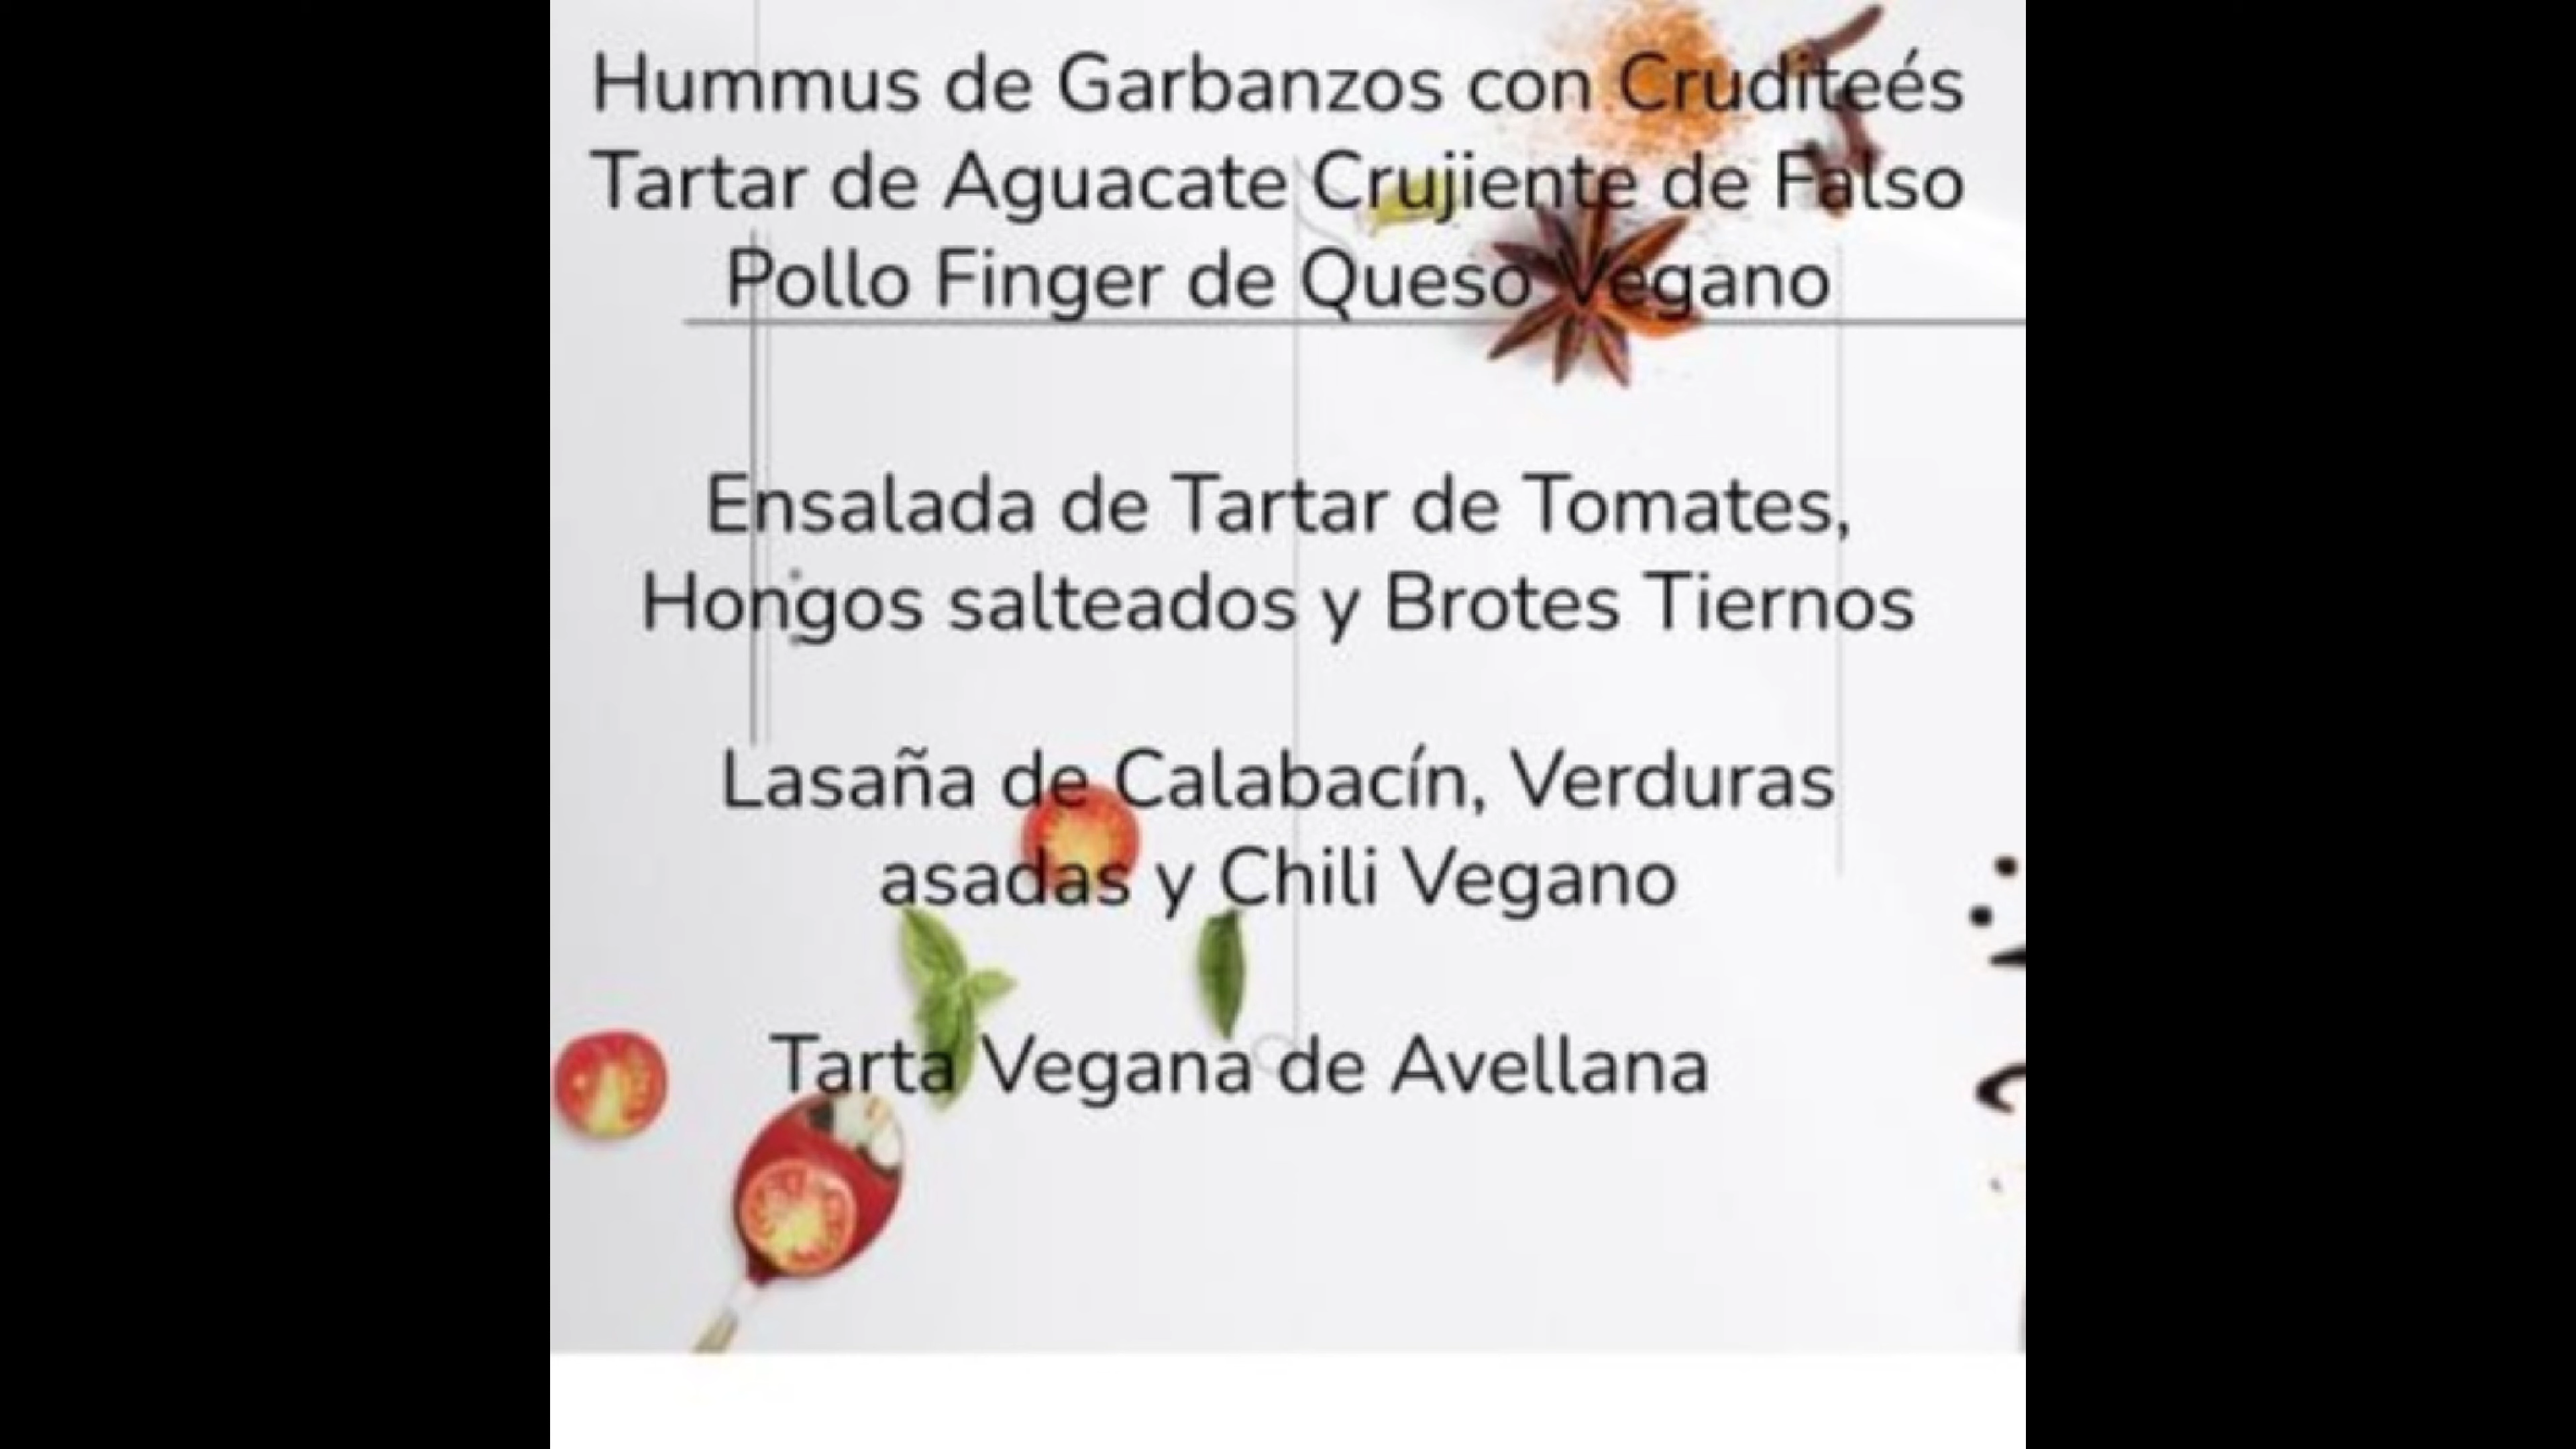 Hummus de Garbanzos con Cruditeés
Tartar de Aguacate Crujiente de Falso
Pollo Finger de Queso Vegano
Ensalada de Tartar de Tomates,
Hongos salteados y Brotes Tiernos
Lasaña de Calabacín, Verduras
asadas y Chili Vegano
Tarta Vegana de Avellana